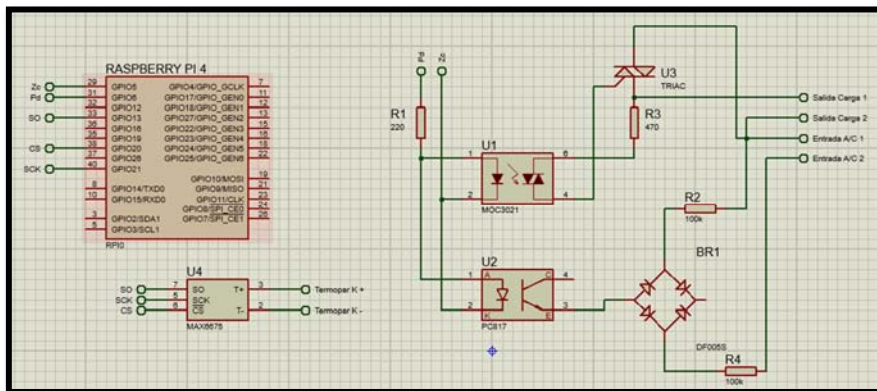 RASPBERRY PI 4
Zc 29 GPIO5 GPIO4/GPIO_GCLK 7
Pd 31 GPIO6 GPIO17/GPIO_GEN0 11
32 GPIO12 GPIO18/GPIO_GEN1 12
SO 33 GPIO13 GPIO27/GPIO_GEN2 13
36 GPIO16 GPIO22/GPIO_GEN3 15
35 GPIO19 GPIO23/GPIO_GEN4 16
CS 38 GPIO20 GPIO24/GPIO_GEN5 18
37 GPIO26 GPIO25/GPIO_GEN6 22
SCK 40 GPIO21
GPIO10/MOSI 19
8 GPIO14/TXD0 GPIO9/MISO 21
10 GPIO15/RXD0 GPIO11/CLK 23
GPIO8/SPI_CE0 24
3 GPIO2/SDA1 GPIO7/SPI_CE1 26
5 GPIO3/SCL1
RPI0
U4
SO 7 SO T+ 3 Termopar K +
SCK 5 SCK
CS 6 CS T- 2 Termopar K -
MAX6675
Pd
Zc
R1
220
U1
1 6
2 4
MOC3021
U3
TRIAC
R3
470
Salida Carga 1
Salida Carga 2
Entrada A/C 1
Entrada A/C 2
R2
100k
U2
1 A C 4
2 K E 3
PC817
BR1
DF005S
R4
100k